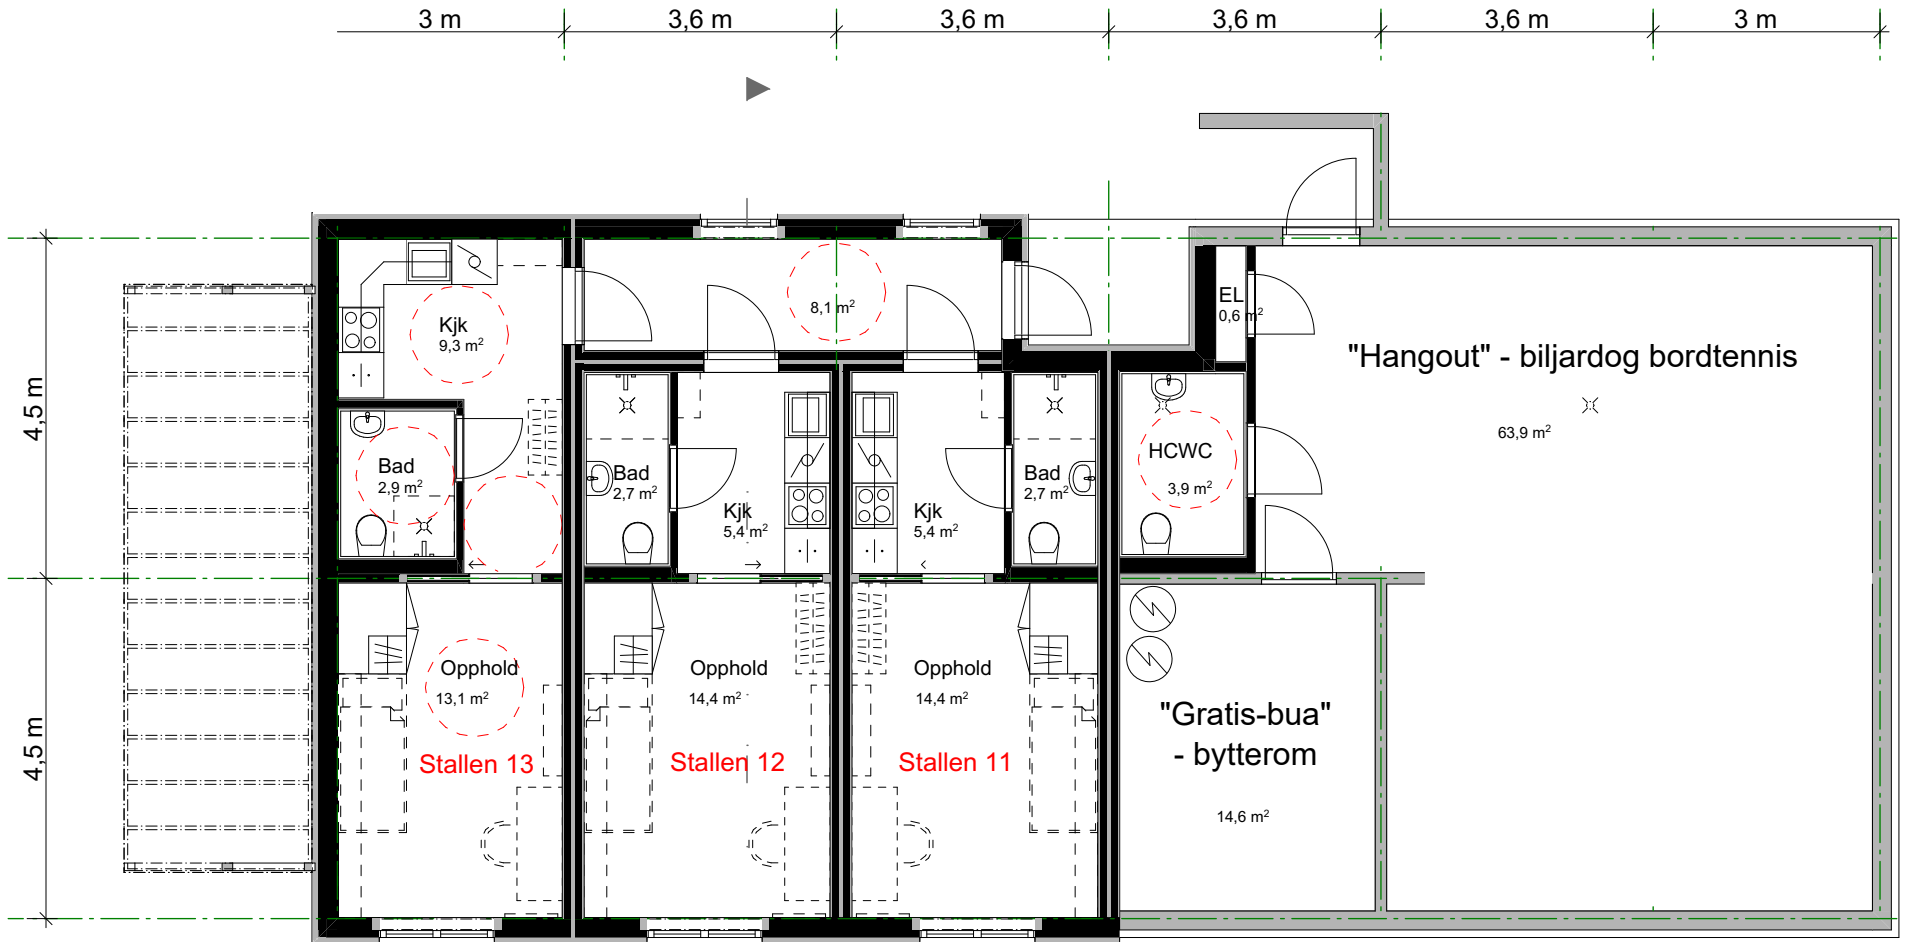 3 m
3,6 m
3,6 m
3,6 m
3,6 m
3 m
4,5 m
4,5 m
Kjk
9,3 m²
8,1 m²
EL
0,6 m²
"Hangout" - biljardog bordtennis
63,9 m²
Bad
2,9 m²
Bad
2,7 m²
Kjk
5,4 m²
Kjk
5,4 m²
Bad
2,7 m²
HCWC
3,9 m²
Opphold
13,1 m²
Stallen 13
Opphold
14,4 m²
Stallen 12
Opphold
14,4 m²
Stallen 11
"Gratis-bua"
- bytterom
14,6 m²